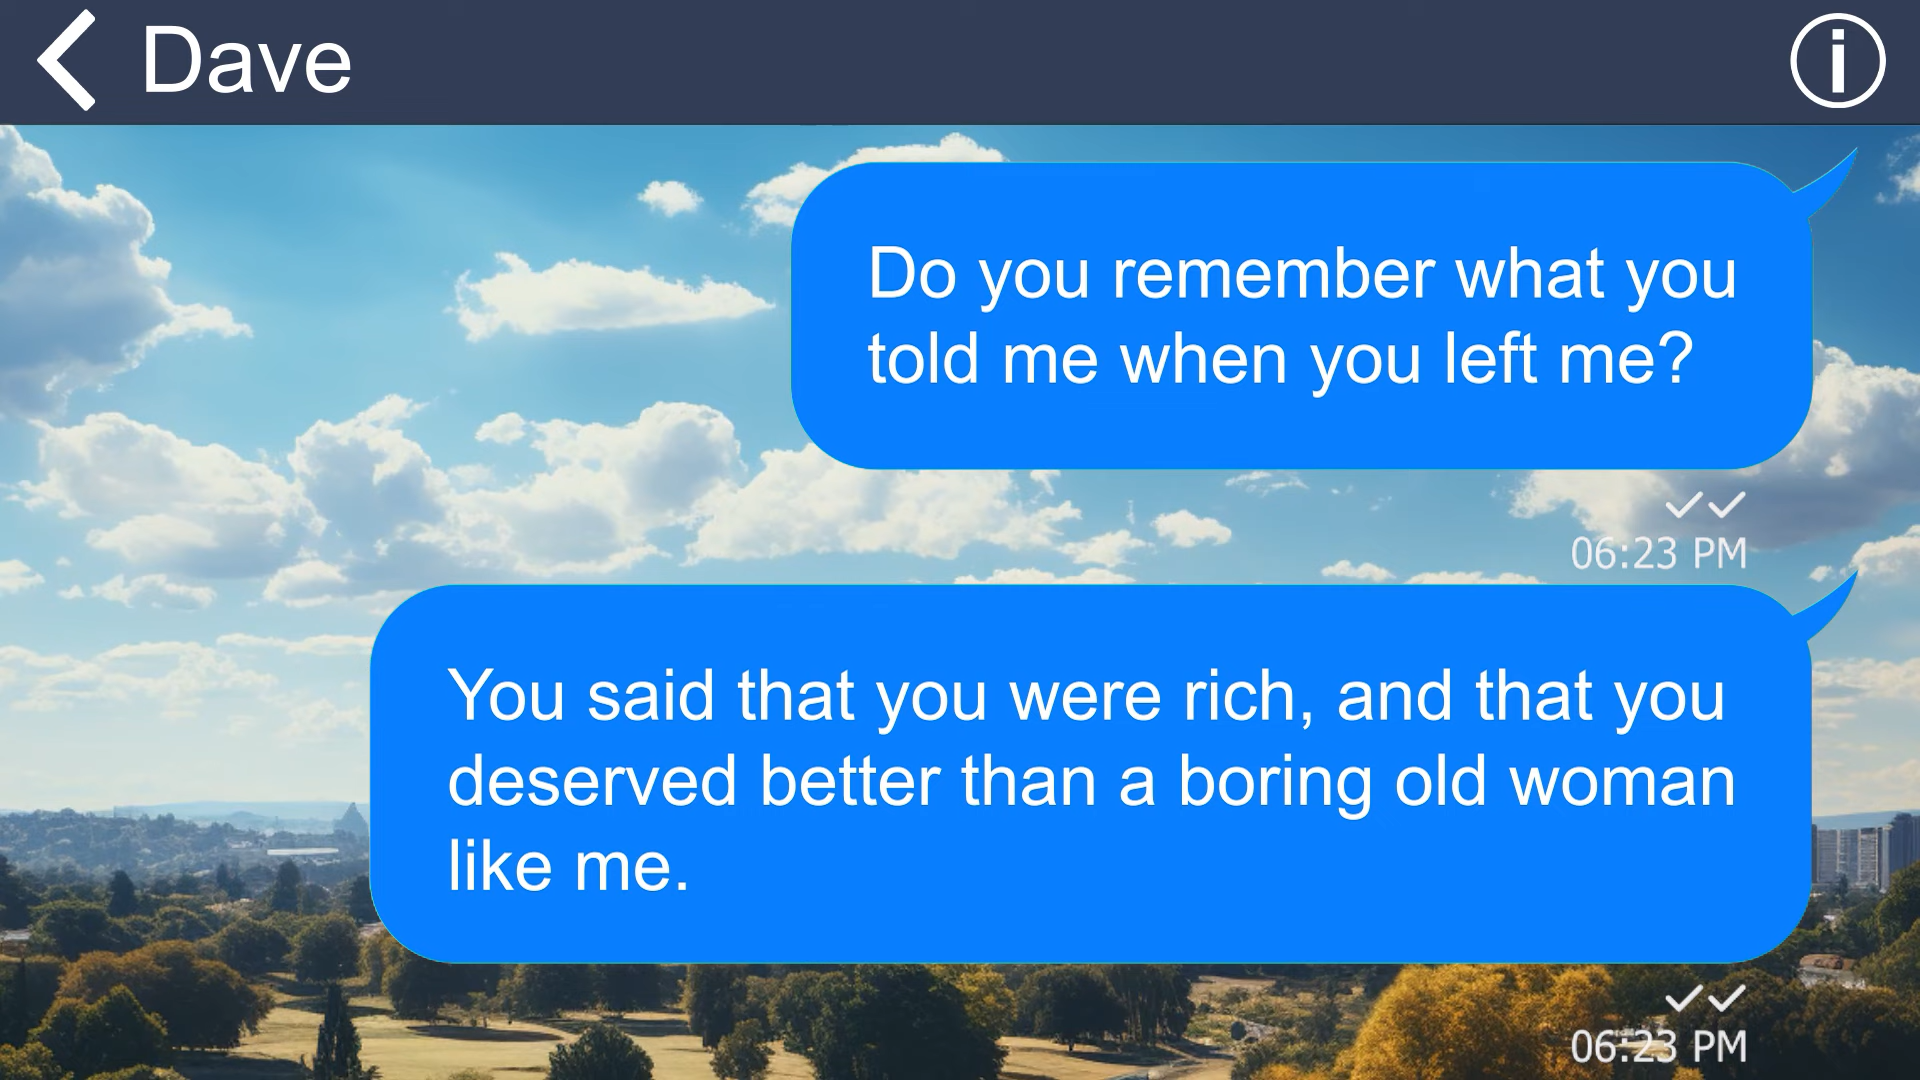 Dave
Do you remember what you
told me when you left me?
06:23 PM
You said that you were rich, and that you
deserved better than a boring old woman
like me.
06:23 PM